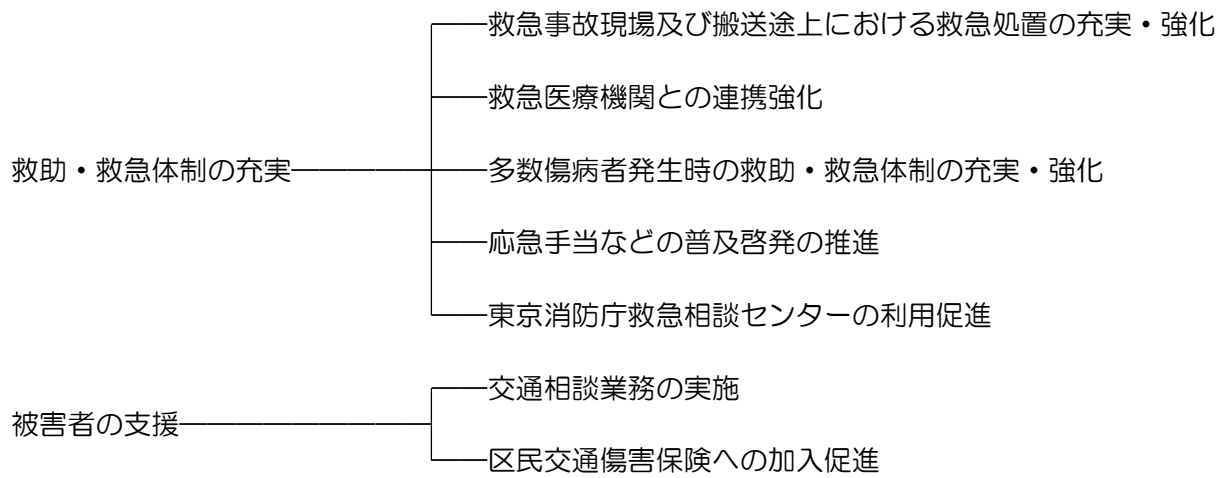 救急事故現場及び搬送途上における救急処置の充実・強化
救急医療機関との連携強化
救助・救急体制の充実
多数傷病者発生時の救助・救急体制の充実・強化
応急手当などの普及啓発の推進
東京消防庁救急相談センターの利用促進
交通相談業務の実施
被害者の支援
区民交通傷害保険への加入促進